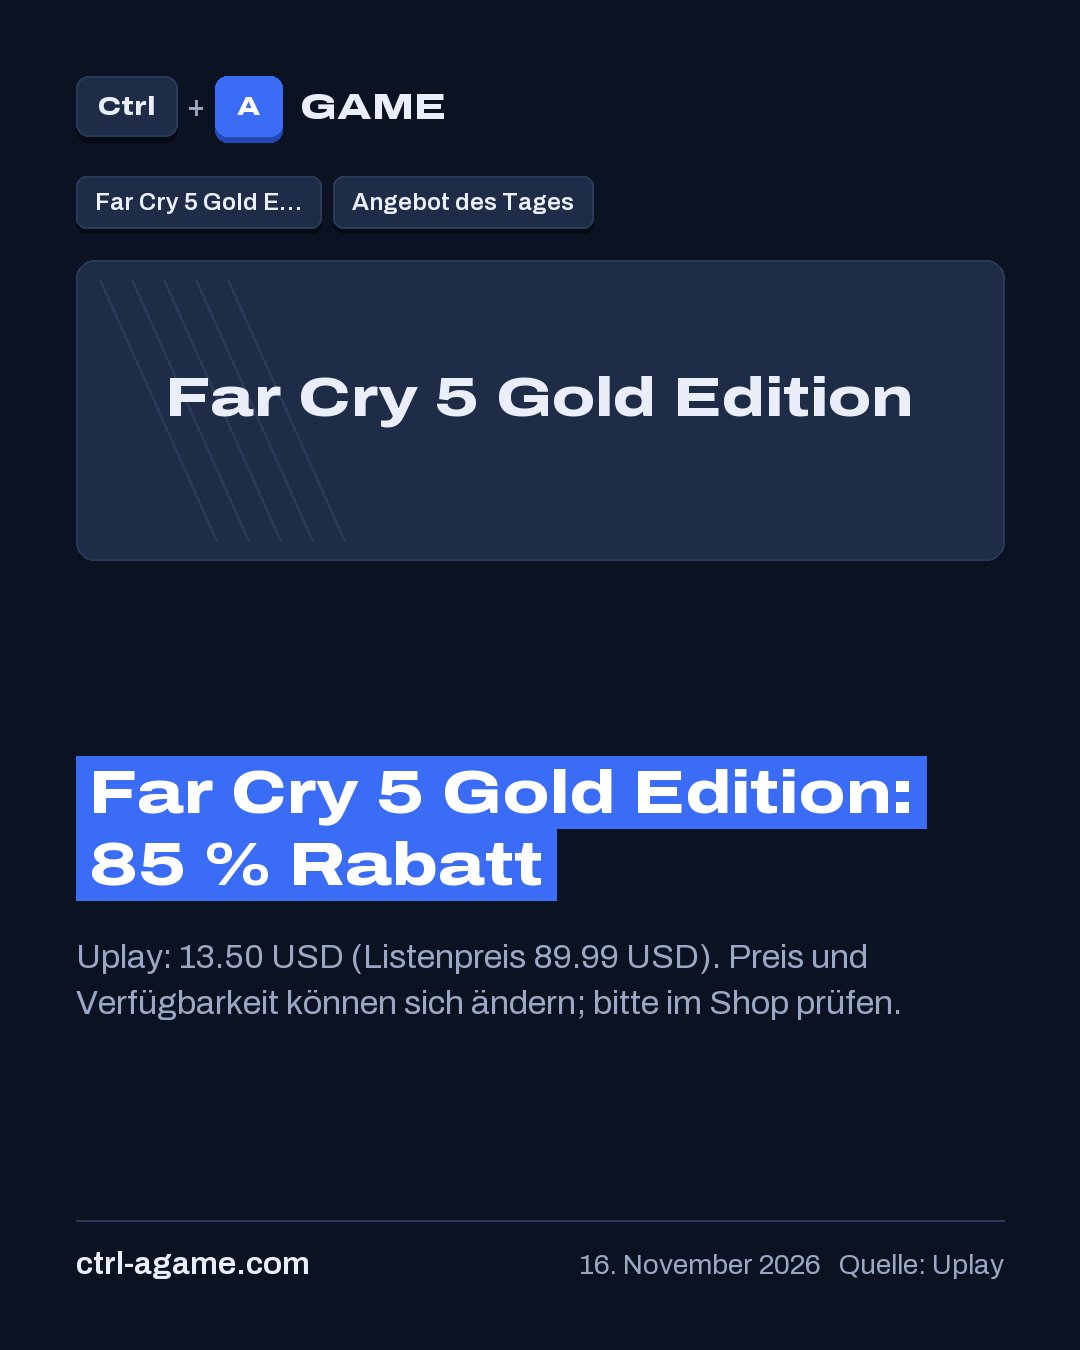 Ctrl + A GAME
Far Cry 5 Gold E... Angebot des Tages
Far Cry 5 Gold Edition
Far Cry 5 Gold Edition:
85 % Rabatt
Uplay: 13.50 USD (Listenpreis 89.99 USD). Preis und
Verfügbarkeit können sich ändern; bitte im Shop prüfen.
ctrl-agame.com 16. November 2026 Quelle: Uplay